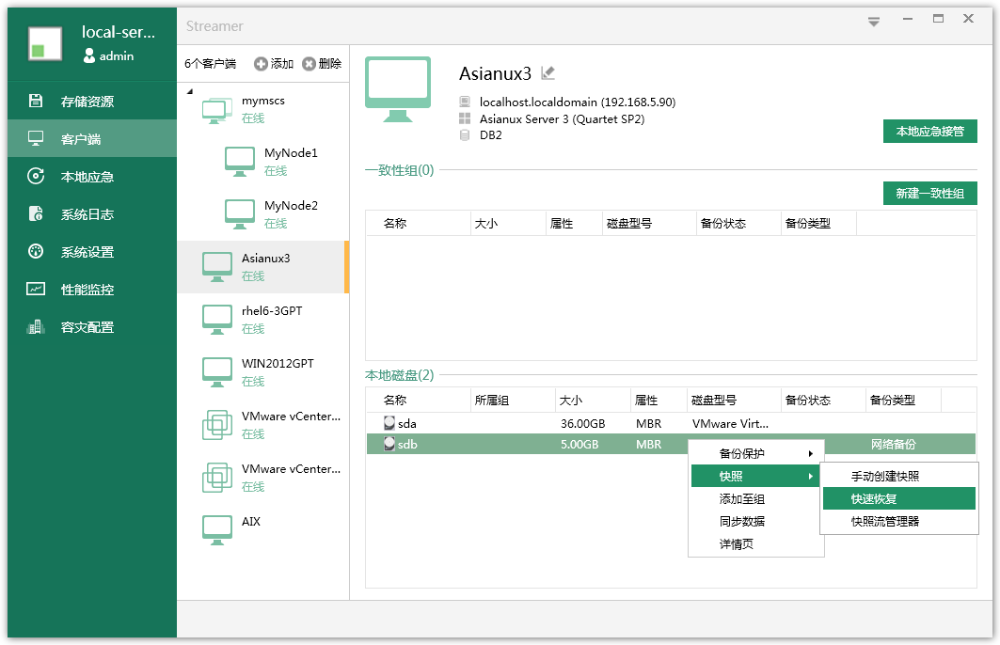 local-ser...
admin
存储资源
客户端
本地应急
系统日志
系统设置
性能监控
容灾配置
Streamer
6个客户端 添加 删除
mymscs
在线
MyNode1
在线
MyNode2
在线
Asianux3
在线
rhel6-3GPT
在线
WIN2012GPT
在线
VMware vCenter...
在线
VMware vCenter...
在线
AIX
Asianux3
localhost.localdomain (192.168.5.90)
Asianux Server 3 (Quartet SP2)
DB2
本地应急接管
一致性组(0)
新建一致性组
名称 大小 属性 磁盘型号 备份状态 备份类型
本地磁盘(2)
名称 所属组 大小 属性 磁盘型号 备份状态 备份类型
sda 36.00GB MBR VMware Virt...
sdb 5.00GB MBR 网络备份
备份保护
快照
添加至组
同步数据
详情页
手动创建快照
快速恢复
快照流管理器